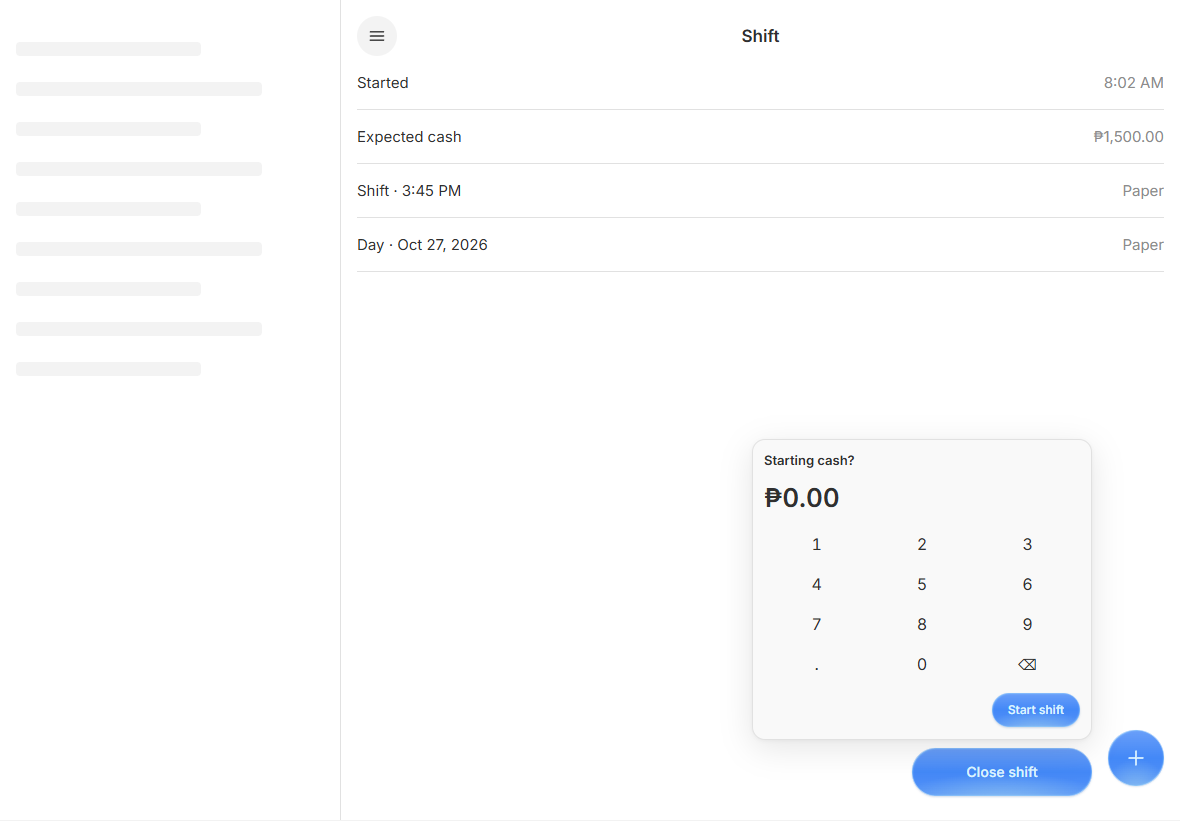 Shift
Started 8:02 AM
Expected cash ₱1,500.00
Shift · 3:45 PM Paper
Day · Oct 27, 2026 Paper
Starting cash?
₱0.00
1 2 3
4 5 6
7 8 9
. 0 ⌫
Start shift
Close shift